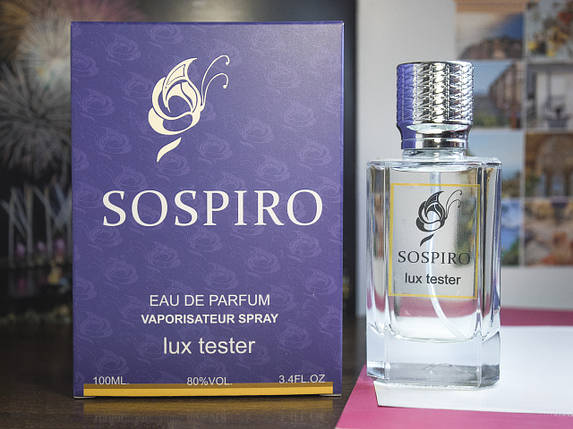 SOSPIRO
EAU DE PARFUM
VAPORISATEUR SPRAY
lux tester
100ML. 80%VOL. 3.4FL.OZ
SOSPIRO
lux tester